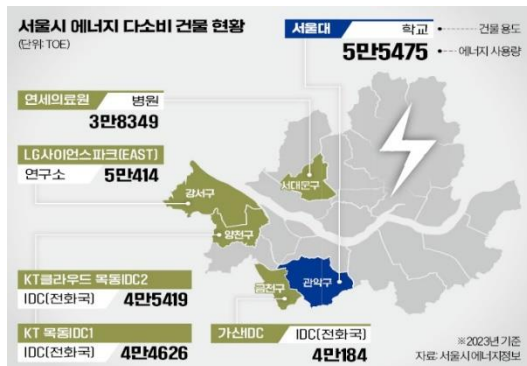 서울시 에너지 다소비 건물 현황
(단위: TOE)
서울대 학교 건물 용도
5만5475 에너지 사용량
연세의료원 병원
3만8349
LG사이언스파크(EAST)
연구소 5만414
강서구
서대문구
양천구
KT클라우드 목동IDC2
IDC(전화국) 4만5419
금천구
관악구
KT 목동IDC1
IDC(전화국) 4만4626
가산IDC IDC(전화국)
4만184
※2023년 기준
자료: 서울시에너지정보